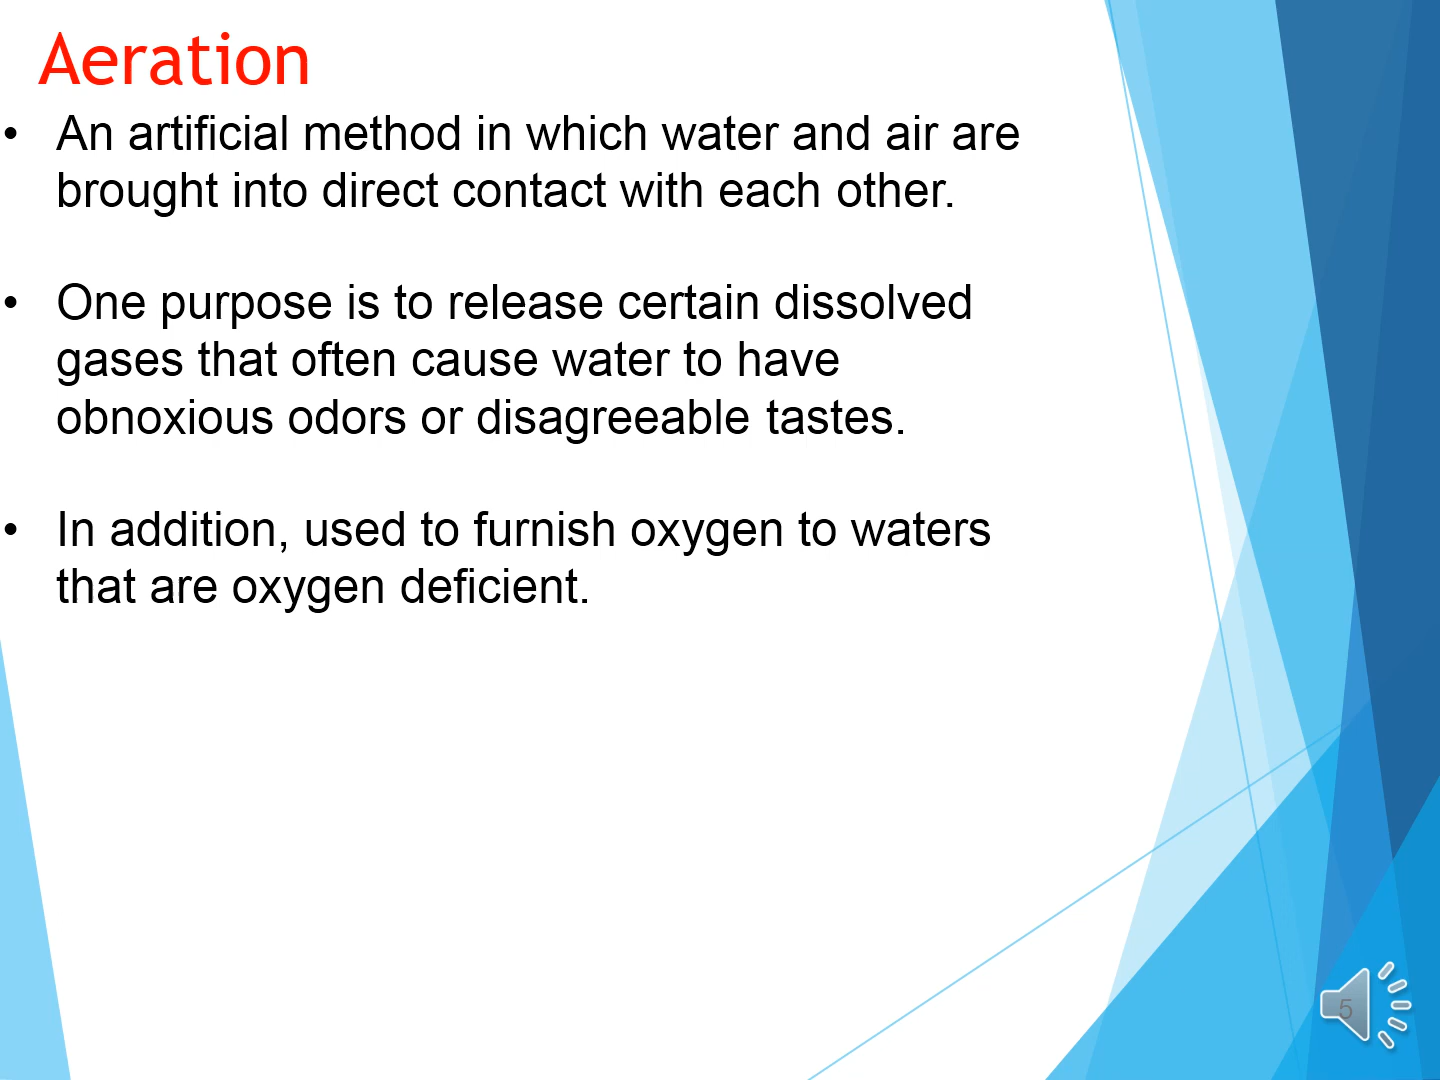 Aeration
• An artificial method in which water and air are
brought into direct contact with each other.
• One purpose is to release certain dissolved
gases that often cause water to have
obnoxious odors or disagreeable tastes.
• In addition, used to furnish oxygen to waters
that are oxygen deficient.
5